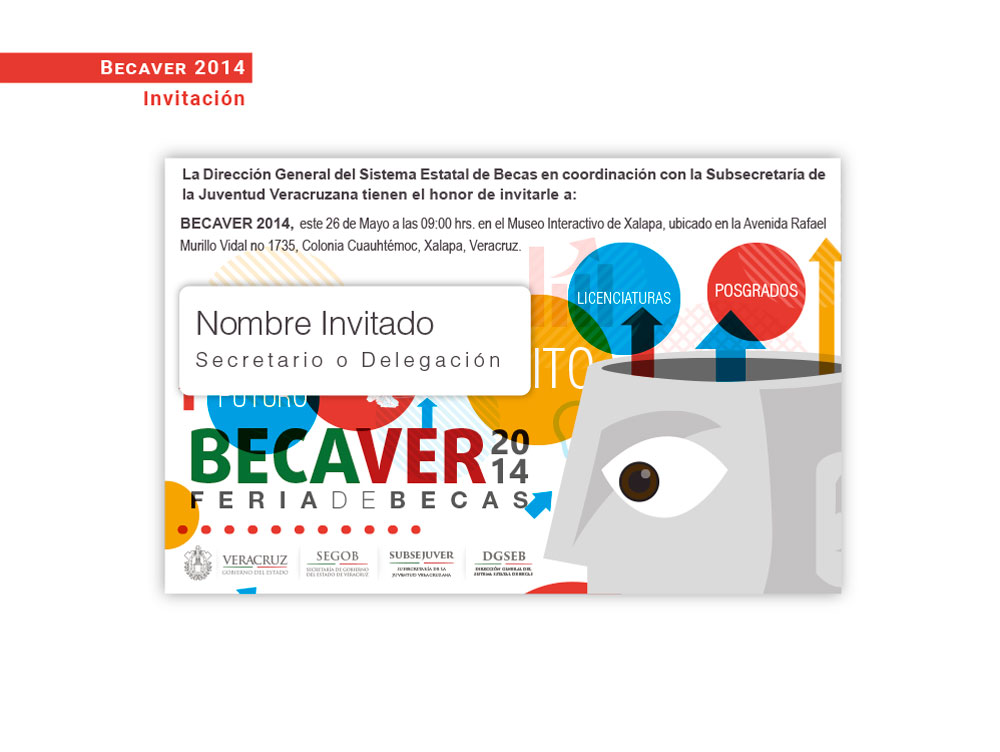 BECAVER 2014
Invitación
La Dirección General del Sistema Estatal de Becas en coordinación con la Subsecretaría de
la Juventud Veracruzana tienen el honor de invitarle a:
BECAVER 2014, este 26 de Mayo a las 09:00 hrs. en el Museo Interactivo de Xalapa, ubicado en la Avenida Rafael
Murillo Vidal no 1735, Colonia Cuauhtémoc, Xalapa, Veracruz.
LICENCIATURAS
POSGRADOS
Nombre Invitado
Secretario o Delegación
ITO
FUTURO
BECAVER 2014
FERIA DE BECAS
VERACRUZ
GOBIERNO DEL ESTADO
SEGOB
SECRETARÍA DE GOBIERNO
DEL ESTADO DE VERACRUZ
SUBSEJUVER
SUBSECRETARÍA DE LA
JUVENTUD VERACRUZANA
DGSEB
DIRECCIÓN GENERAL DEL
SISTEMA ESTATAL DE BECAS